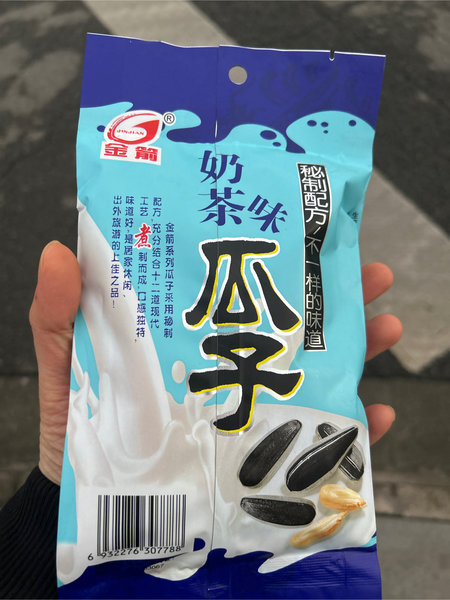 JINJIAN
®
金箭
奶茶味
瓜子
秘制配方！不一样的味道
金箭系列瓜子采用秘制
配方，充分结合十二道现代
工艺，煮制而成，口感独特，
味道好，是居家休闲、
出外旅游的上佳之品！
6 932276 307788